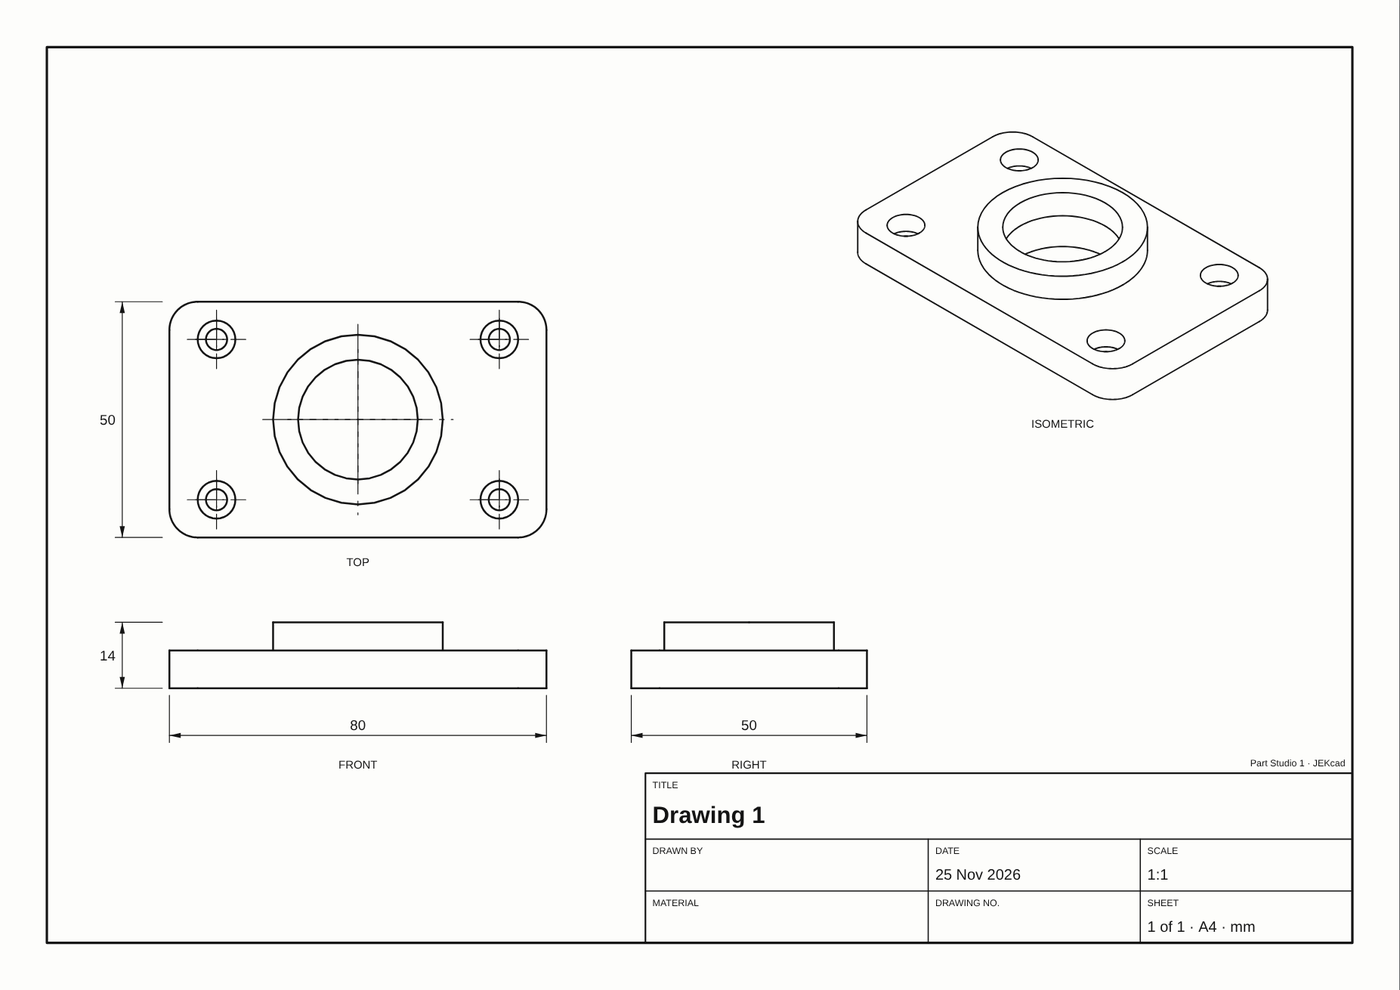 ISOMETRIC
50
TOP
14
80
50
FRONT
RIGHT
Part Studio 1 · JEKcad
TITLE
Drawing 1
DRAWN BY
DATE
SCALE
25 Nov 2026
1:1
MATERIAL
DRAWING NO.
SHEET
1 of 1 · A4 · mm